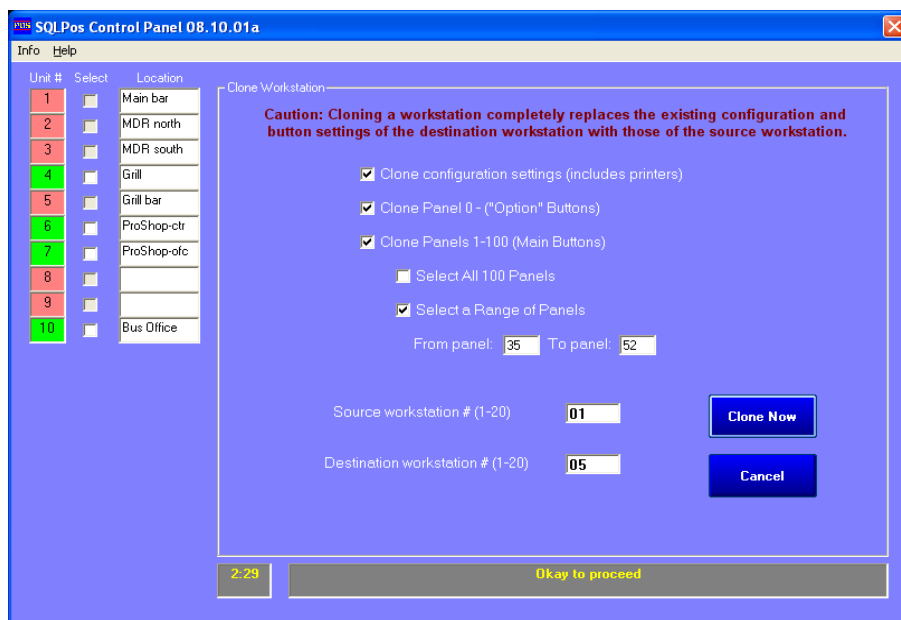 POS SQLPos Control Panel 08.10.01a
Info Help
Unit # Select Location
1 Main bar
2 MDR north
3 MDR south
4 Grill
5 Grill bar
6 ProShop-ctr
7 ProShop-ofc
8
9
10 Bus Office
Clone Workstation
Caution: Cloning a workstation completely replaces the existing configuration and
button settings of the destination workstation with those of the source workstation.
Clone configuration settings (includes printers)
Clone Panel 0 - ("Option" Buttons)
Clone Panels 1-100 (Main Buttons)
Select All 100 Panels
Select a Range of Panels
From panel: 35 To panel: 52
Source workstation # (1-20) 01
Clone Now
Destination workstation # (1-20) 05
Cancel
2:29 Okay to proceed